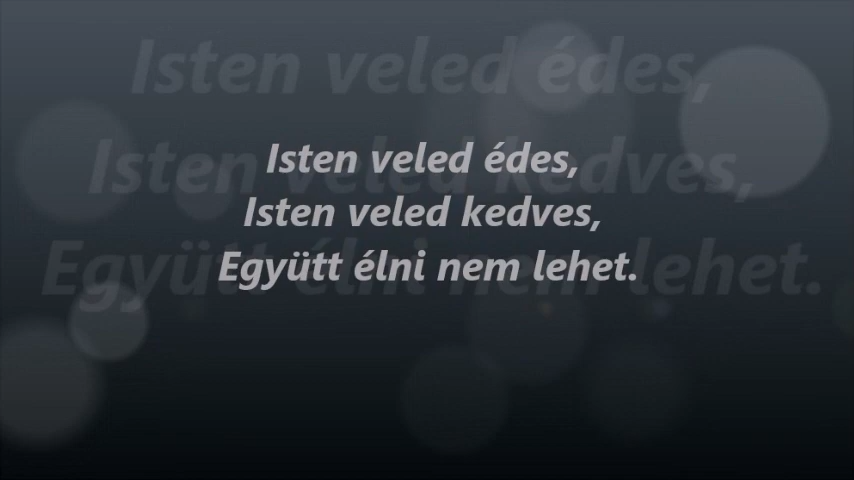 Isten veled édes,
Isten veled kedves,
Együtt élni nem lehet.